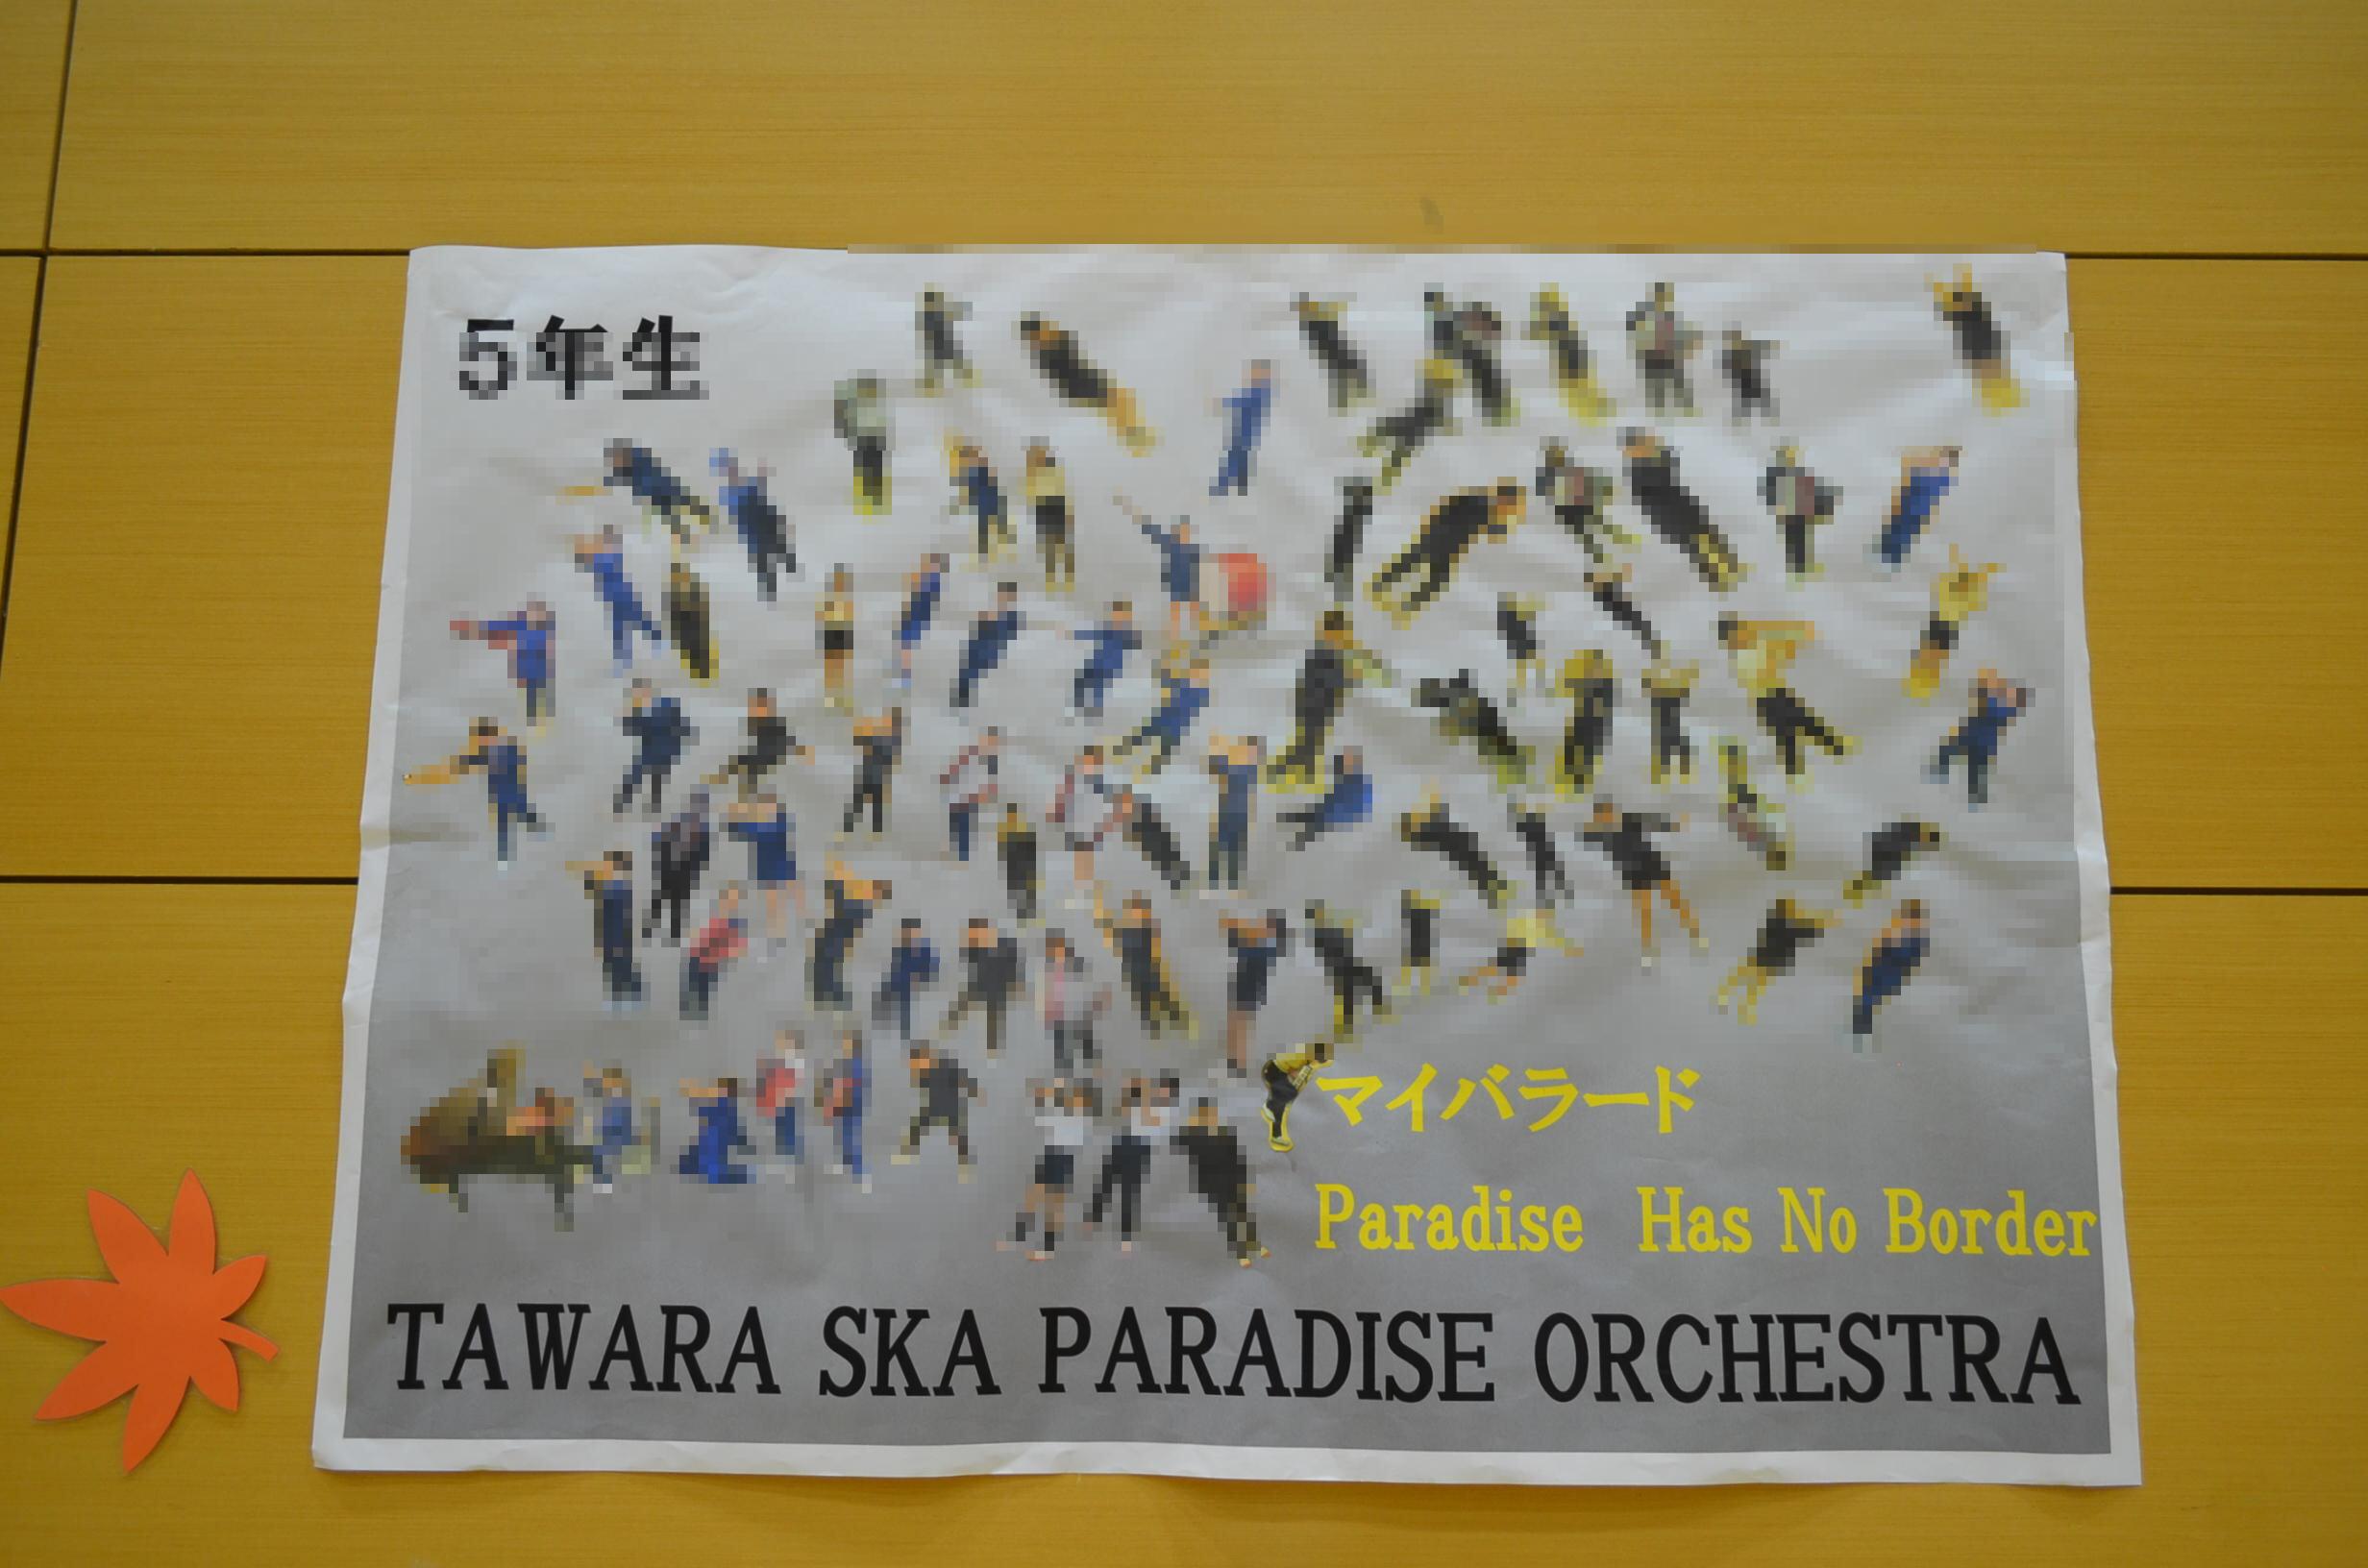 5年生
マイバラード
Paradise Has No Border
TAWARA SKA PARADISE ORCHESTRA